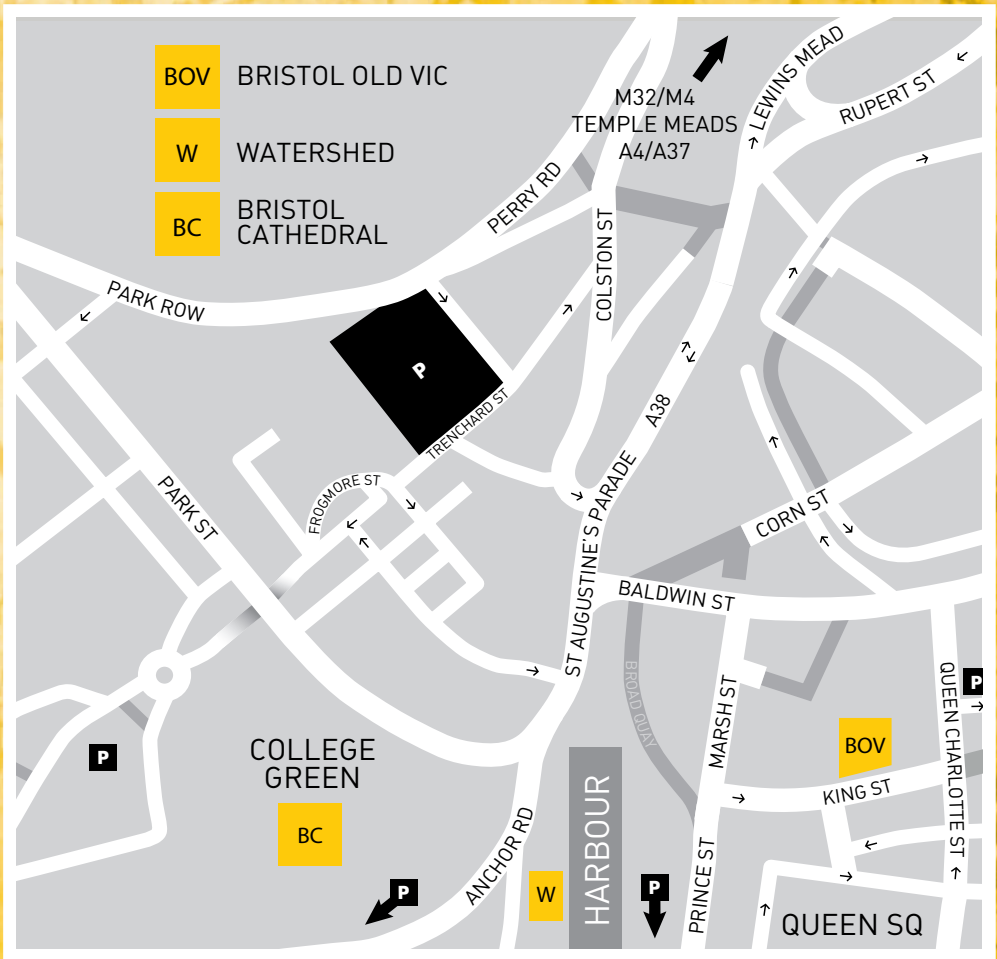 BOV BRISTOL OLD VIC
W WATERSHED
BC BRISTOL
CATHEDRAL
M32/M4
TEMPLE MEADS
A4/A37
LEWINS MEAD
RUPERT ST
PERRY RD
PARK ROW
COLSTON ST
P
TRENCHARD ST
A38
FROGMORE ST
PARK ST
CORN ST
ST AUGUSTINE'S PARADE
BALDWIN ST
BROAD QUAY
MARSH ST
QUEEN CHARLOTTE ST
P
P
BOV
KING ST
COLLEGE
GREEN
BC
HARBOUR
ANCHOR RD
PRINCE ST
P
W
P
QUEEN SQ